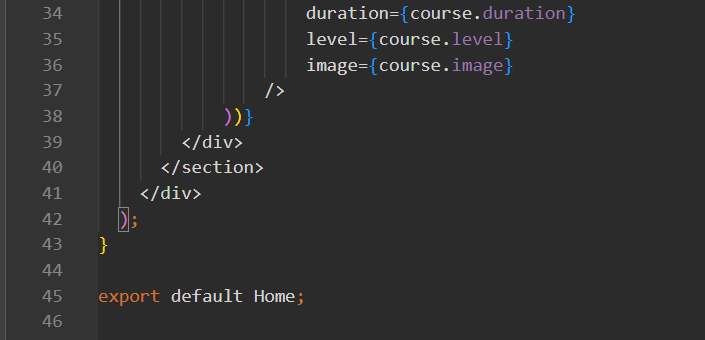 34 duration={course.duration}
35 level={course.level}
36 image={course.image}
37 />
38 ))}
39 </div>
40 </section>
41 </div>
42 );
43 }
44
45 export default Home;
46